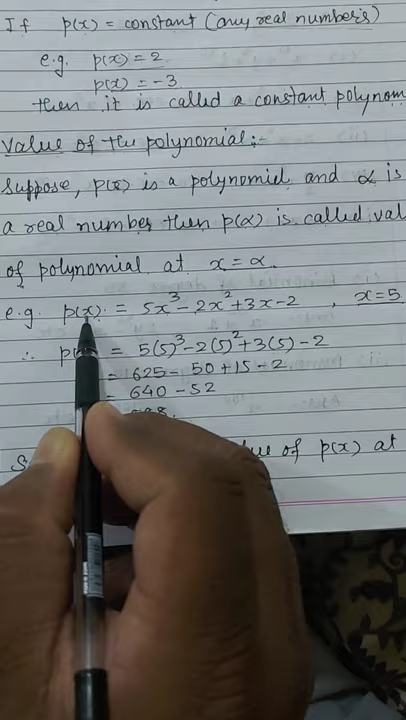 If p(x) = constant (any real number's)
e.g. p(x) = 2
p(x) = -3
then it is called a constant polynom
Value of the polynomial:-
Suppose, p(x) is a polynomial and α is
a real number then p(α) is called val
of polynomial at x = α.
e.g. p(x) = 5x³ - 2x² + 3x - 2 , x = 5
∴ = 5(5)³ - 2(5)² + 3(5) - 2
= 625 - 50 + 15 - 2
= 640 - 52
of p(x) at